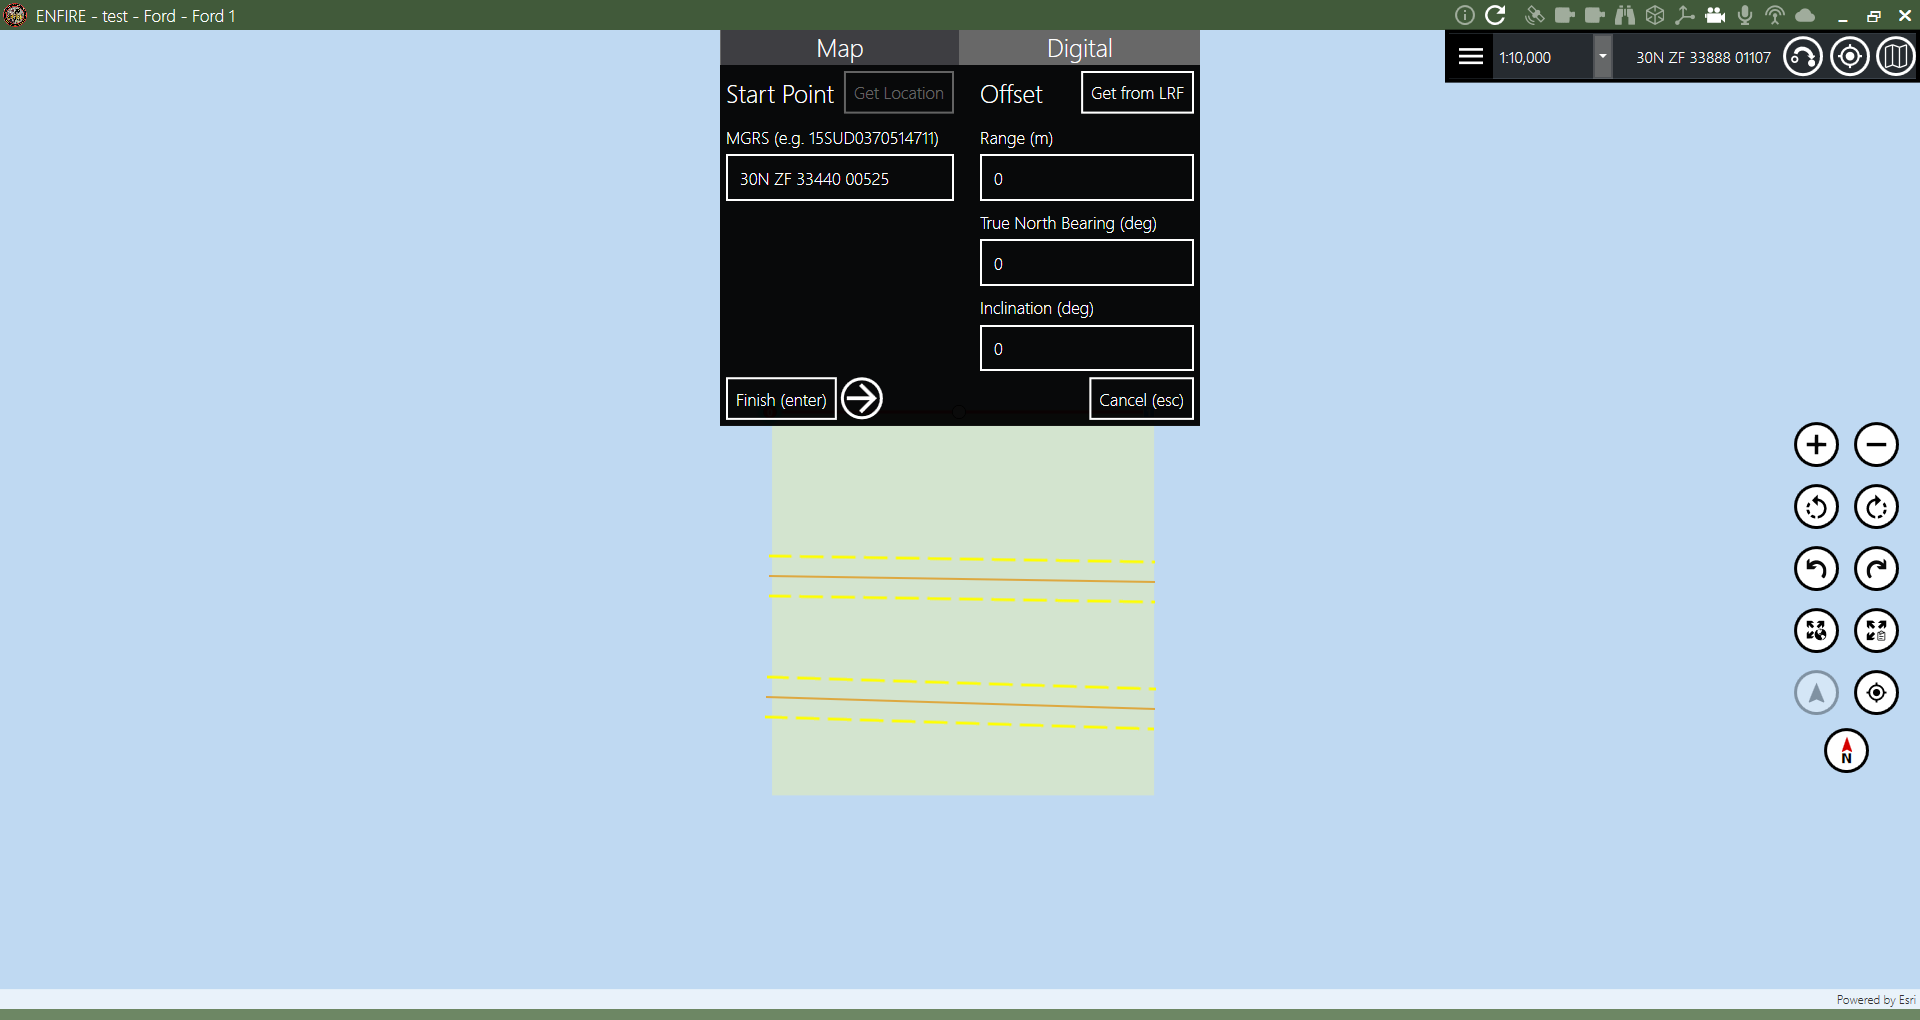 ENFIRE - test - Ford - Ford 1
Map
Digital
1:10,000
30N ZF 33888 01107
Start Point
Get Location
Offset
Get from LRF
MGRS (e.g. 15SUD0370514711)
30N ZF 33440 00525
Range (m)
0
True North Bearing (deg)
0
Inclination (deg)
0
Finish (enter)
Cancel (esc)
N
Powered by Esri